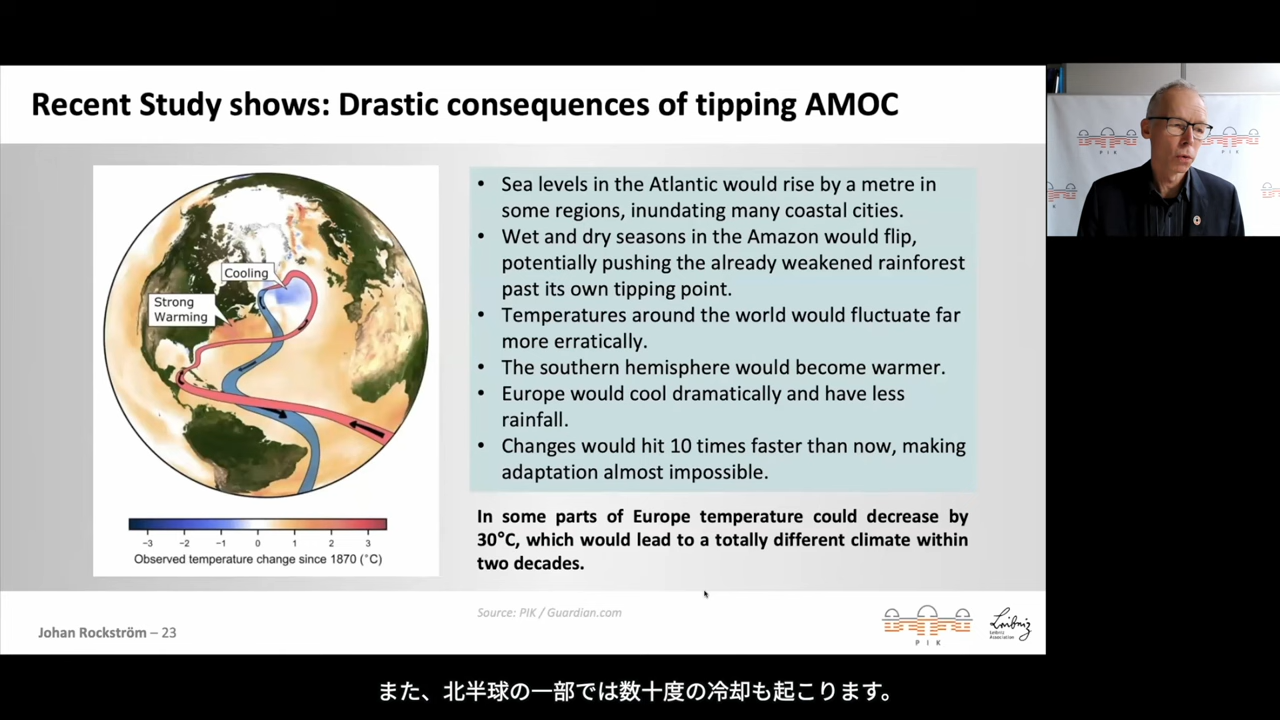 Recent Study shows: Drastic consequences of tipping AMOC
Cooling
Strong
Warming
−3 −2 −1 0 1 2 3
Observed temperature change since 1870 (°C)
• Sea levels in the Atlantic would rise by a metre in
some regions, inundating many coastal cities.
• Wet and dry seasons in the Amazon would flip,
potentially pushing the already weakened rainforest
past its own tipping point.
• Temperatures around the world would fluctuate far
more erratically.
• The southern hemisphere would become warmer.
• Europe would cool dramatically and have less
rainfall.
• Changes would hit 10 times faster than now, making
adaptation almost impossible.
In some parts of Europe temperature could decrease by
30°C, which would lead to a totally different climate within
two decades.
Source: PIK / Guardian.com
Johan Rockström – 23
PIK
Leibniz
Leibniz
Association
PIK
PIK
また、北半球の一部では数十度の冷却も起こります。